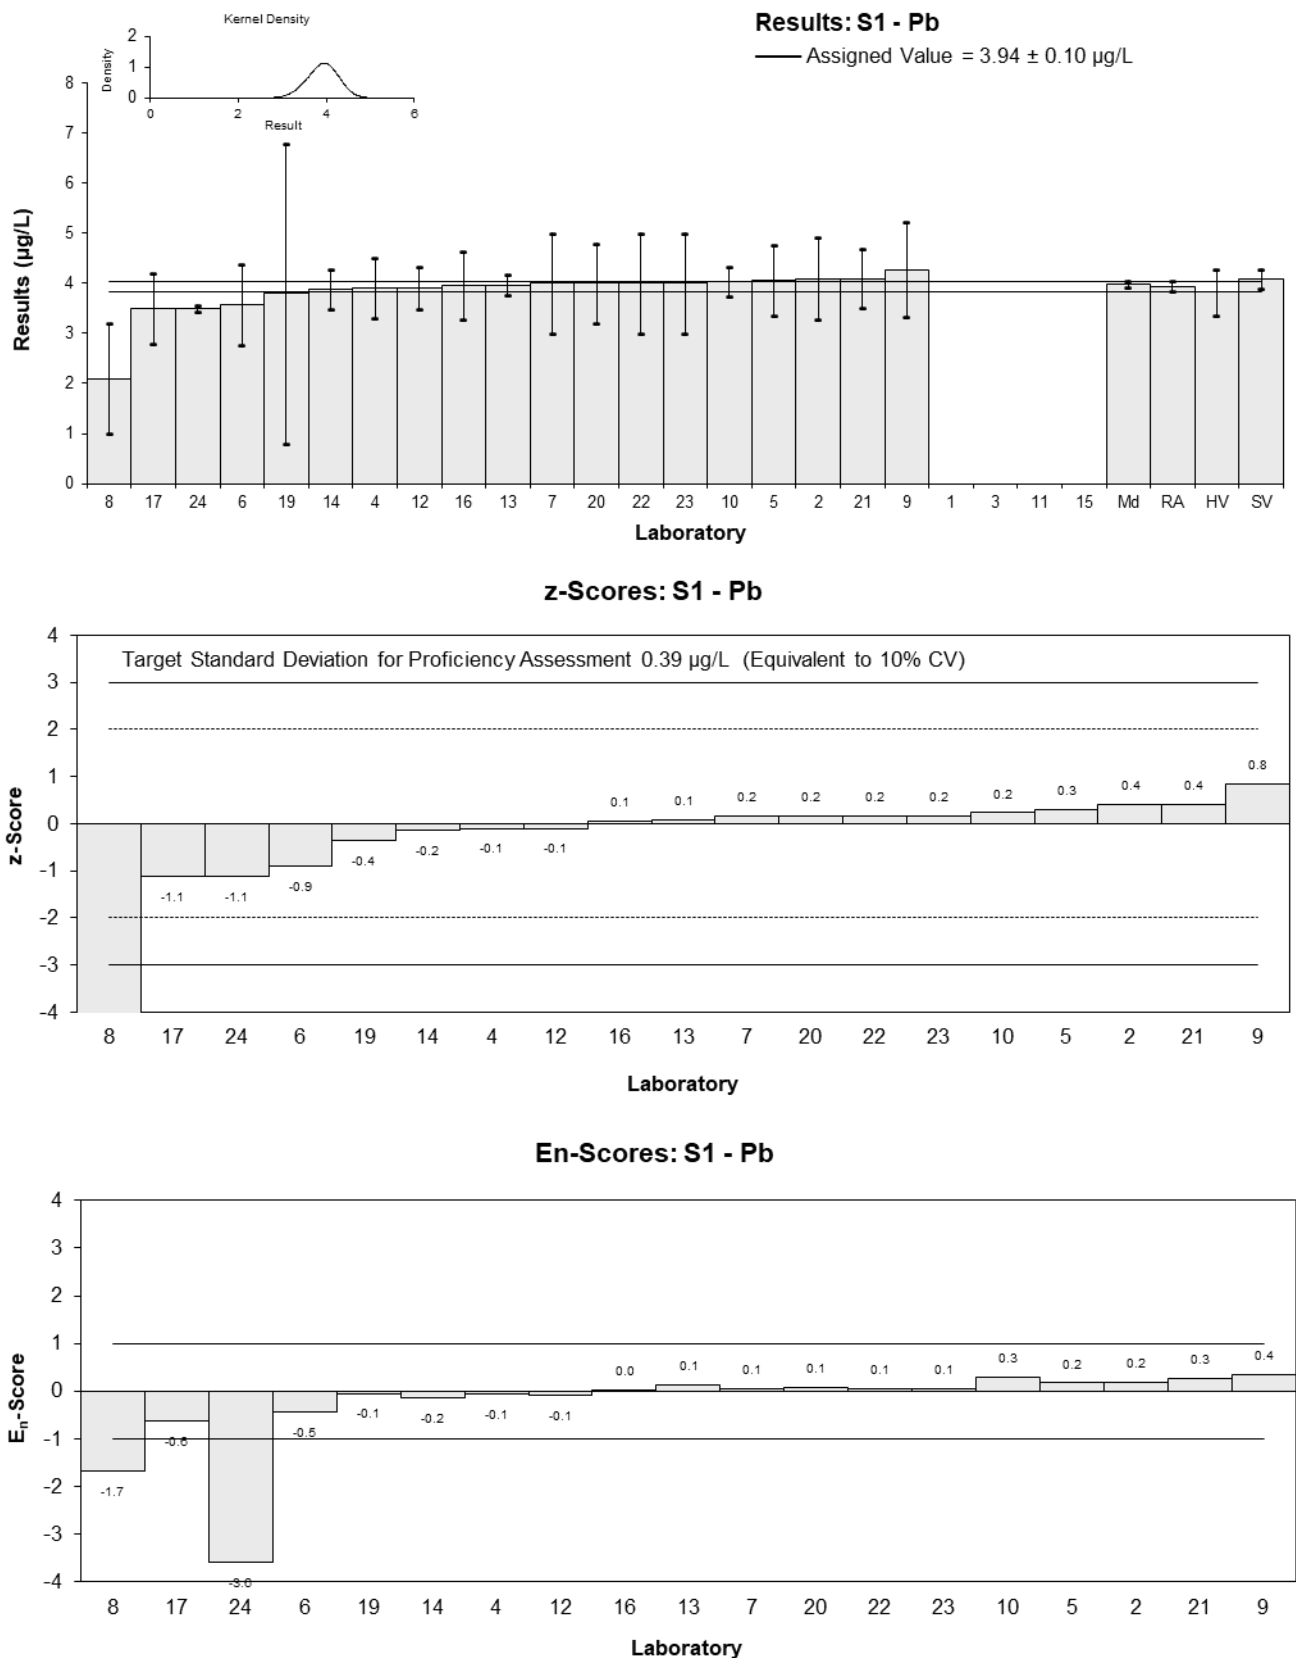 Kernel Density
Results: S1 - Pb
Assigned Value = 3.94 ± 0.10 µg/L
Density
2
1
0
0 2 4 6
Result
Results (µg/L)
8
7
6
5
4
3
2
1
0
8 17 24 6 19 14 4 12 16 13 7 20 22 23 10 5 2 21 9 1 3 11 15 Md RA HV SV
Laboratory
z-Scores: S1 - Pb
Target Standard Deviation for Proficiency Assessment 0.39 µg/L (Equivalent to 10% CV)
z-Score
4
3
2
1
0
-1
-2
-3
-4
-1.1 -1.1 -0.9 -0.4 -0.2 -0.1 -0.1 0.1 0.1 0.2 0.2 0.2 0.2 0.2 0.3 0.4 0.4 0.8
8 17 24 6 19 14 4 12 16 13 7 20 22 23 10 5 2 21 9
Laboratory
En-Scores: S1 - Pb
En-Score
4
3
2
1
0
-1
-2
-3
-4
-1.7 -0.6 -0.5 -0.1 -0.2 -0.1 -0.1 0.0 0.1 0.1 0.1 0.1 0.1 0.3 0.2 0.2 0.3 0.4
8 17 24 6 19 14 4 12 16 13 7 20 22 23 10 5 2 21 9
Laboratory